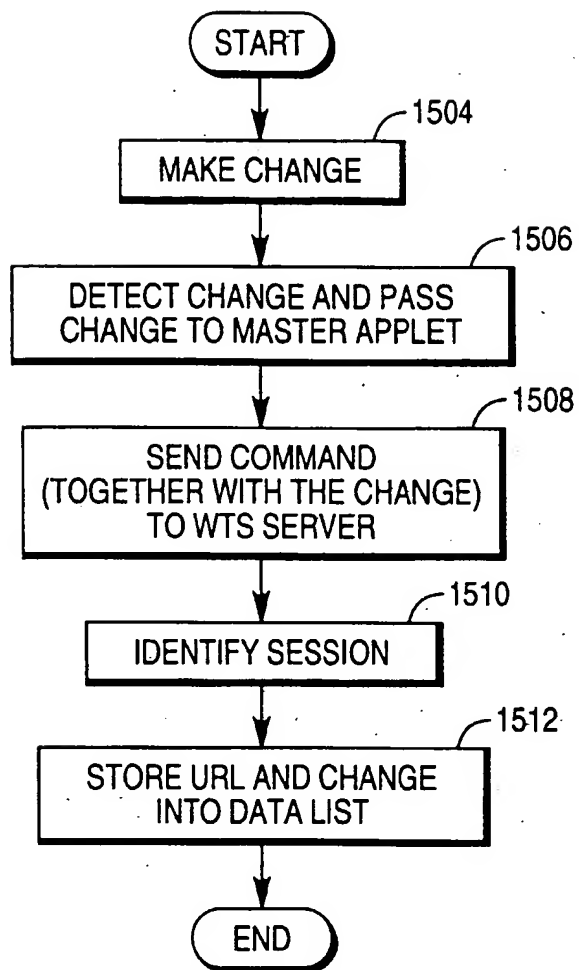 START
1504
MAKE CHANGE
1506
DETECT CHANGE AND PASS
CHANGE TO MASTER APPLET
1508
SEND COMMAND
(TOGETHER WITH THE CHANGE)
TO WTS SERVER
1510
IDENTIFY SESSION
1512
STORE URL AND CHANGE
INTO DATA LIST
END